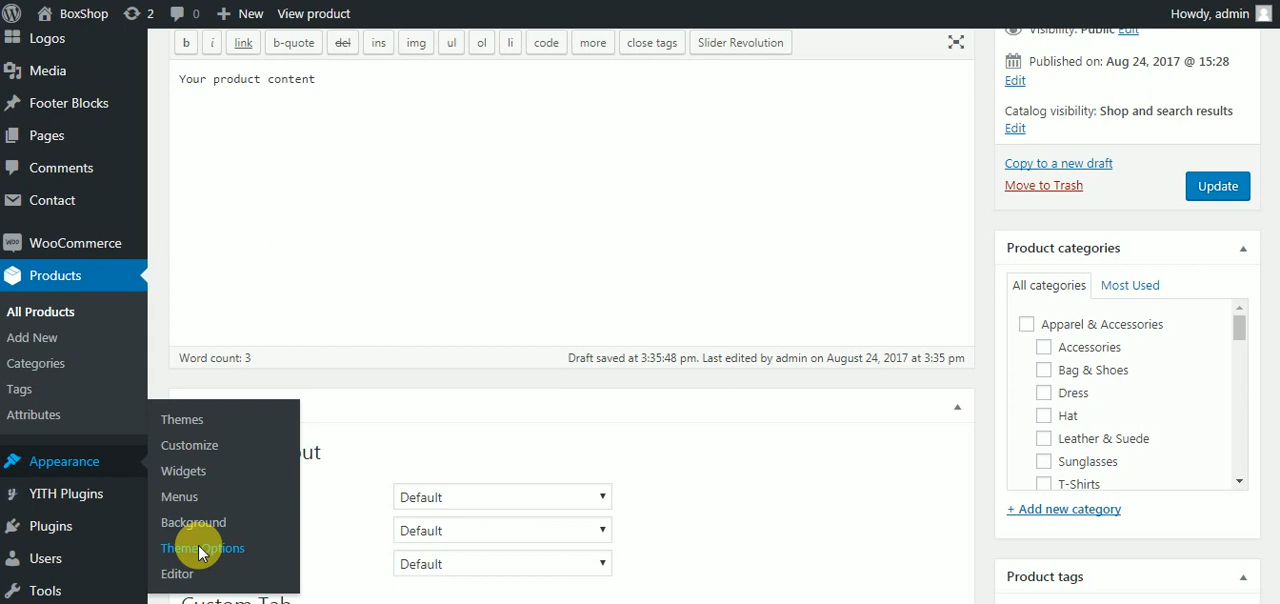 BoxShop 2 0 New View product Howdy, admin
Logos
Media
Footer Blocks
Pages
Comments
Contact
WooCommerce
Products
All Products
Add New
Categories
Tags
Attributes
Appearance
YITH Plugins
Plugins
Users
Tools
Themes
Customize
Widgets
Menus
Background
Theme Options
Editor
b i link b-quote del ins img ul ol li code more close tags Slider Revolution
Your product content
Word count: 3 Draft saved at 3:35:48 pm. Last edited by admin on August 24, 2017 at 3:35 pm
out
Default
Default
Default
Custom Tab
Visibility: Public Edit
Published on: Aug 24, 2017 @ 15:28
Edit
Catalog visibility: Shop and search results
Edit
Copy to a new draft
Move to Trash
Update
Product categories
All categories Most Used
Apparel & Accessories
Accessories
Bag & Shoes
Dress
Hat
Leather & Suede
Sunglasses
T-Shirts
+ Add new category
Product tags